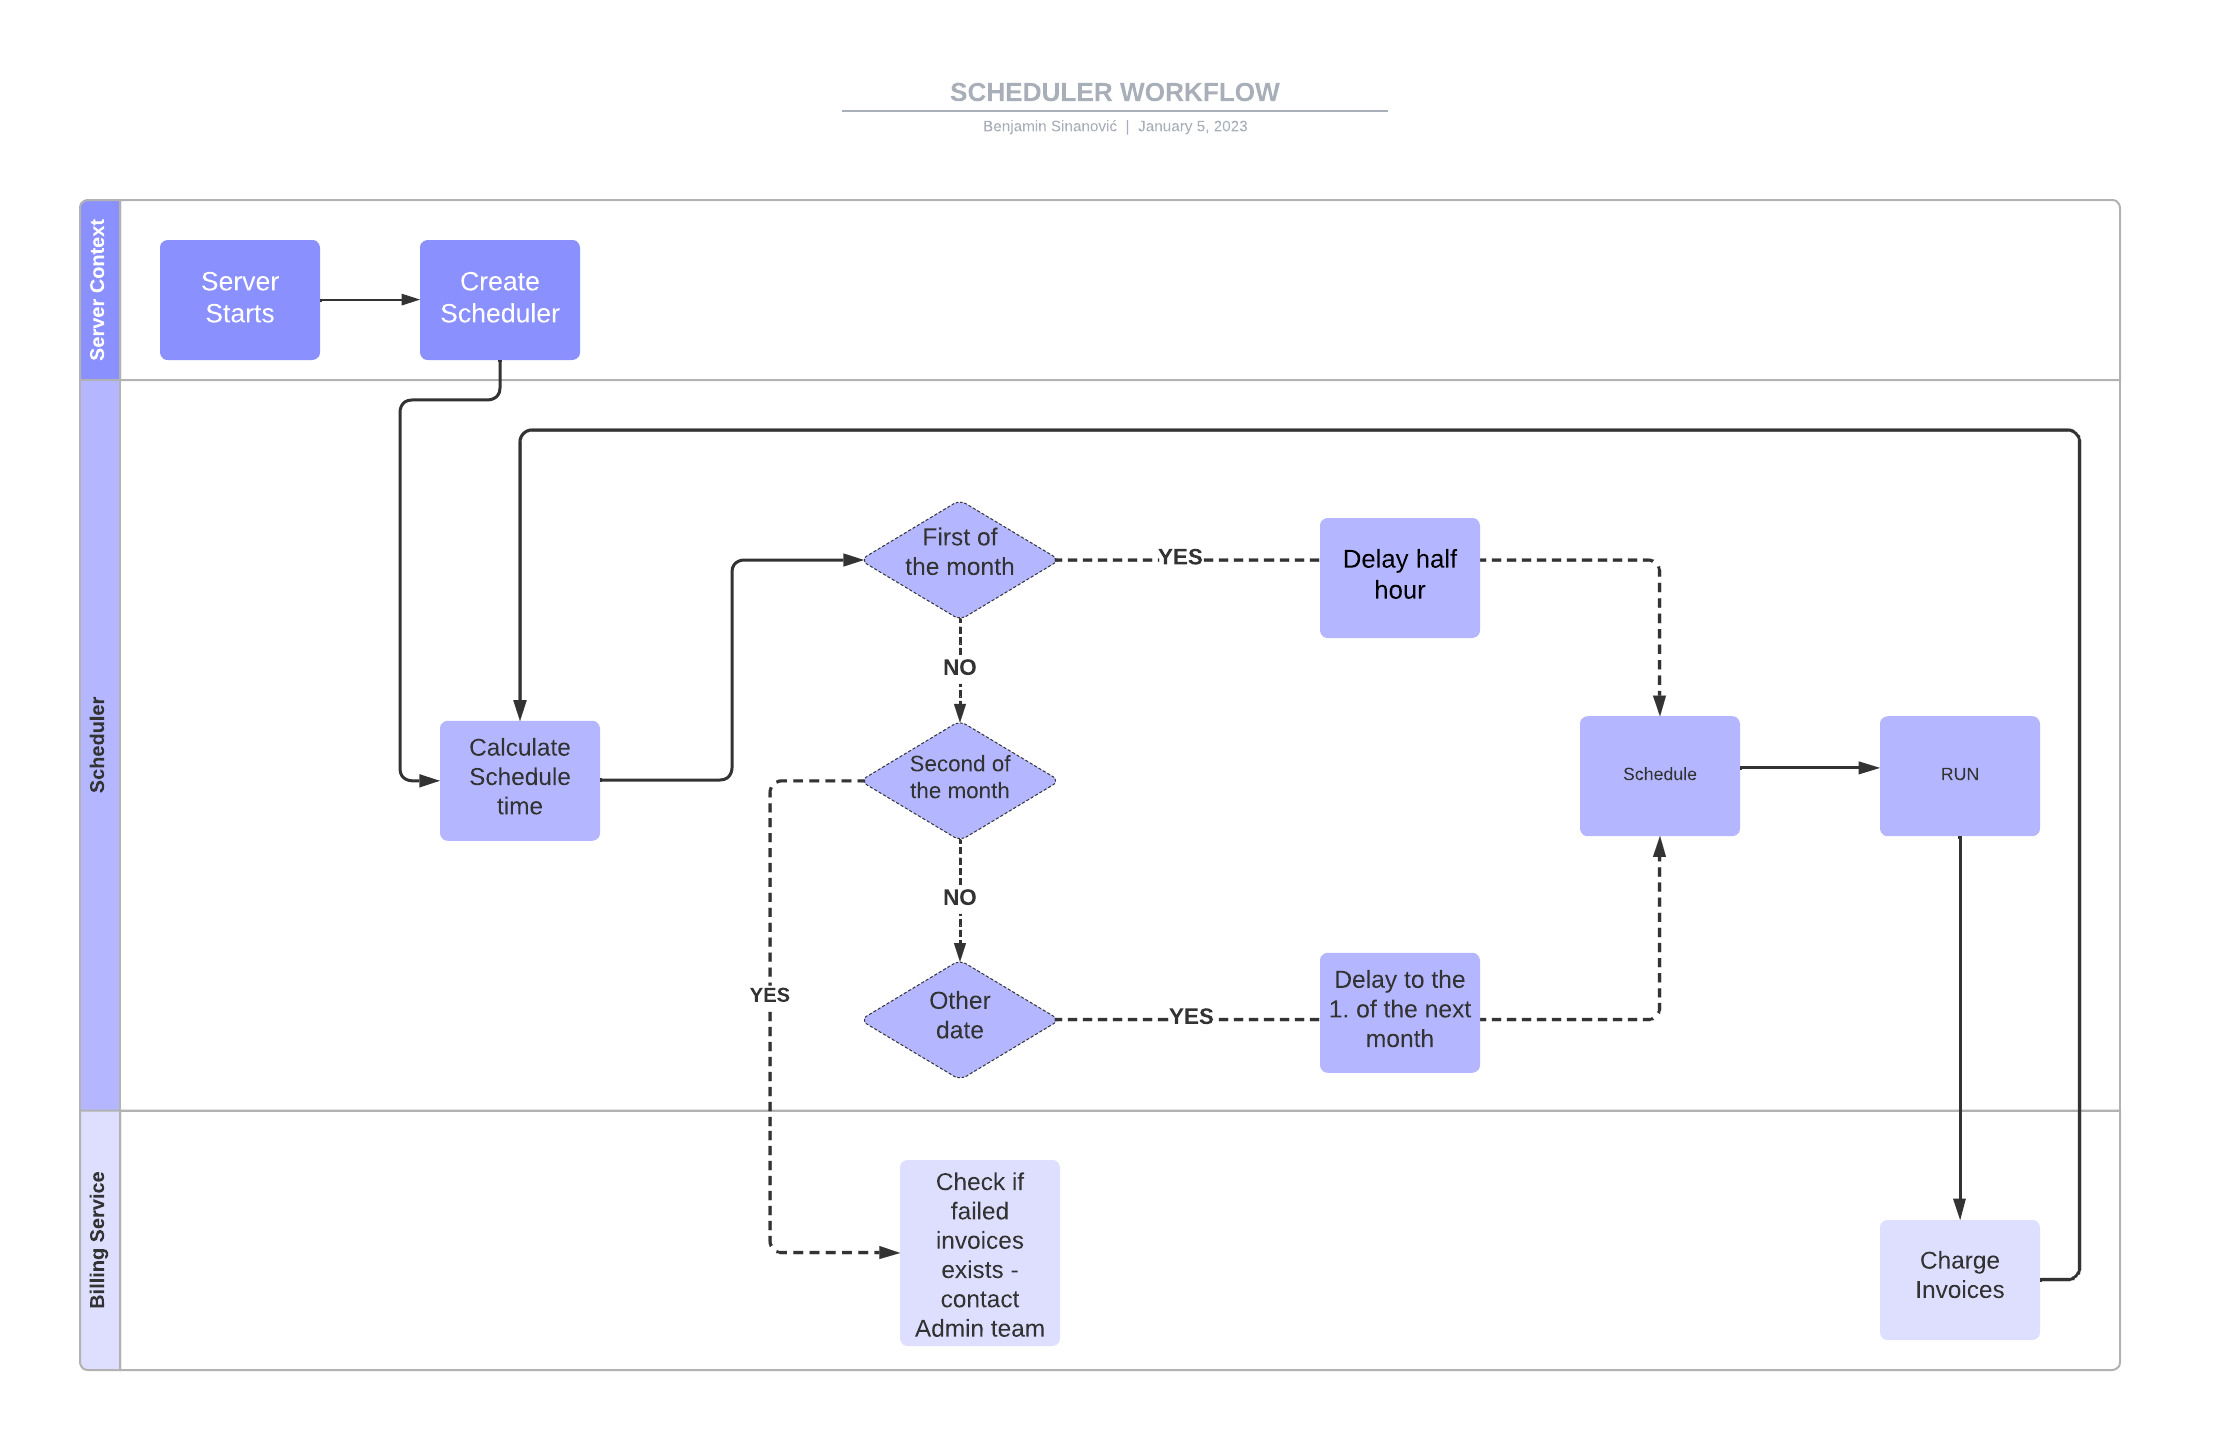 SCHEDULER WORKFLOW
Benjamin Sinanović | January 5, 2023
Server Context
Server
Starts
Create
Scheduler
Scheduler
First of
the month
YES
Delay half
hour
NO
Calculate
Schedule
time
Second of
the month
Schedule
RUN
NO
YES
Other
date
YES
Delay to the
1. of the next
month
Billing Service
Check if
failed
invoices
exists -
contact
Admin team
Charge
Invoices